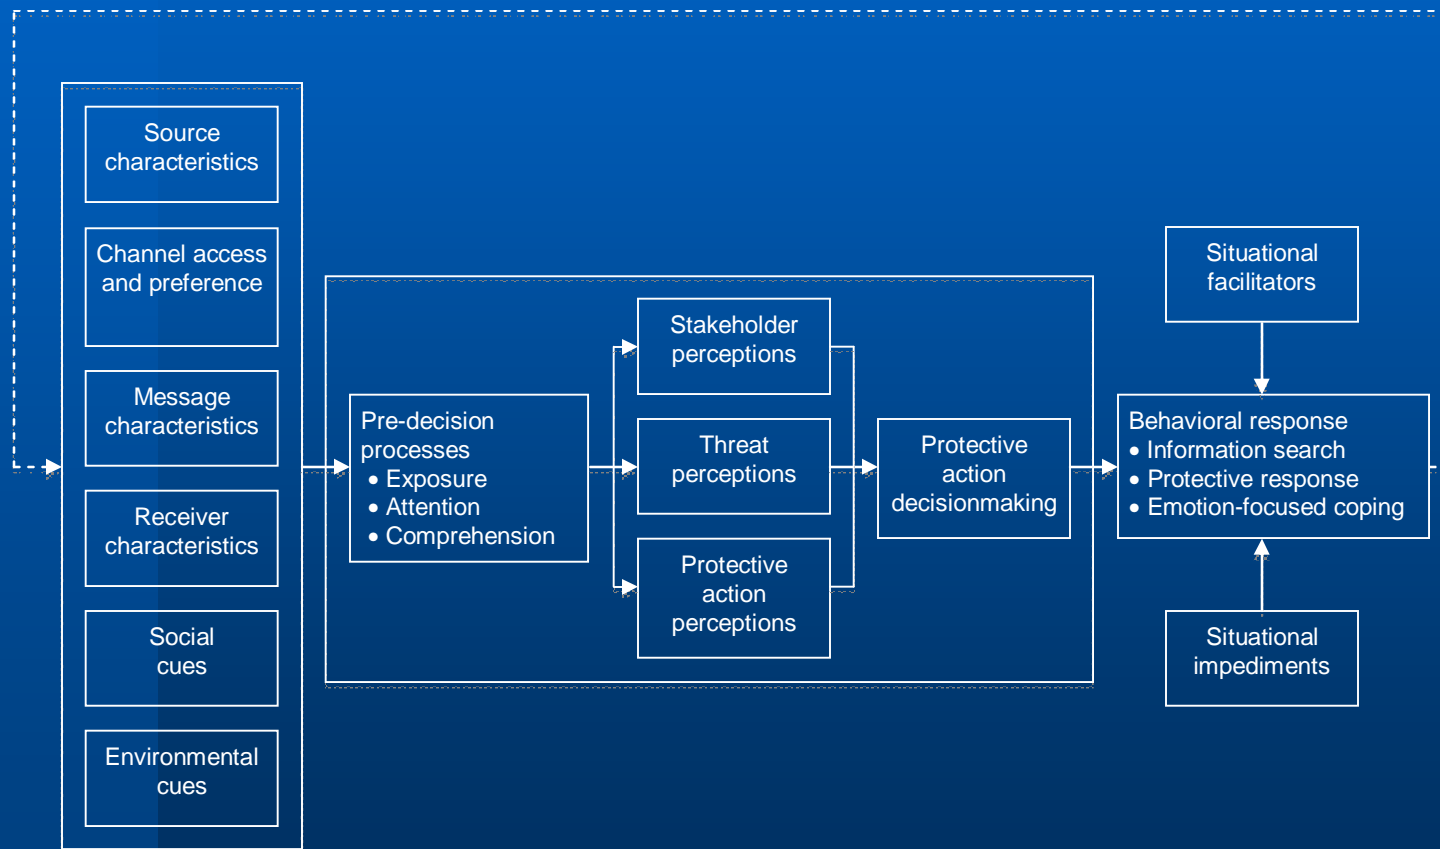 Source
characteristics
Channel access
and preference
Message
characteristics
Receiver
characteristics
Social
cues
Environmental
cues
Pre-decision
processes
• Exposure
• Attention
• Comprehension
Stakeholder
perceptions
Threat
perceptions
Protective
action
perceptions
Protective
action
decisionmaking
Situational
facilitators
Behavioral response
• Information search
• Protective response
• Emotion-focused coping
Situational
impediments